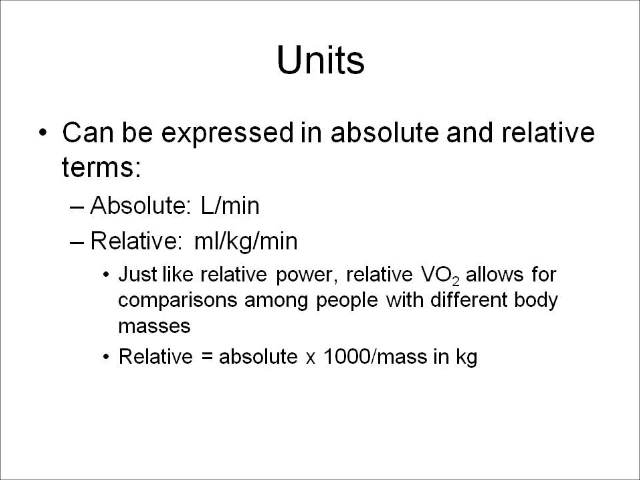 Units
• Can be expressed in absolute and relative
terms:
– Absolute: L/min
– Relative: ml/kg/min
• Just like relative power, relative VO₂ allows for
comparisons among people with different body
masses
• Relative = absolute x 1000/mass in kg